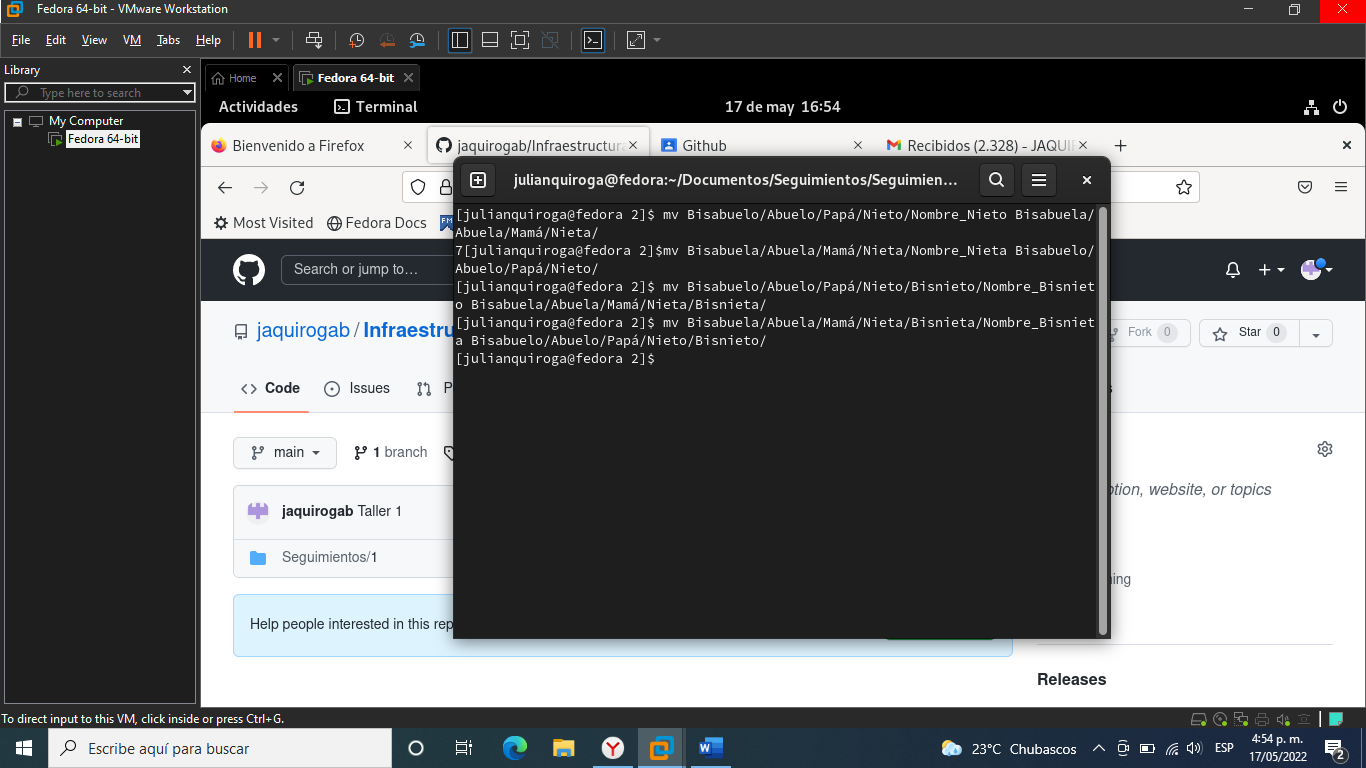 Fedora 64-bit - VMware Workstation
File Edit View VM Tabs Help
Library
Home
Fedora 64-bit
Type here to search
My Computer
Fedora 64-bit
Actividades
Terminal
17 de may 16:54
Bienvenido a Firefox
jaquirogab/Infraestructura
Github
Recibidos (2.328) - JAQUIR
julianquiroga@fedora:~/Documentos/Seguimientos/Seguimien...
Most Visited
Fedora Docs
[julianquiroga@fedora 2]$ mv Bisabuelo/Abuelo/Papá/Nieto/Nombre_Nieto Bisabuela/
Abuela/Mamá/Nieta/
7[julianquiroga@fedora 2]$mv Bisabuela/Abuela/Mamá/Nieta/Nombre_Nieta Bisabuelo/
Abuelo/Papá/Nieto/
[julianquiroga@fedora 2]$ mv Bisabuelo/Abuelo/Papá/Nieto/Bisnieto/Nombre_Bisniet
o Bisabuela/Abuela/Mamá/Nieta/Bisnieta/
[julianquiroga@fedora 2]$ mv Bisabuela/Abuela/Mamá/Nieta/Bisnieta/Nombre_Bisniet
a Bisabuelo/Abuelo/Papá/Nieto/Bisnieto/
[julianquiroga@fedora 2]$
Search or jump to…
jaquirogab / Infraestru
Fork 0
Star 0
Code
Issues
P
s
main
1 branch
ption, website, or topics
jaquirogab Taller 1
Seguimientos/1
ning
Help people interested in this rep
Releases
To direct input to this VM, click inside or press Ctrl+G.
Escribe aquí para buscar
23°C Chubascos
ESP
4:54 p. m.
17/05/2022
2